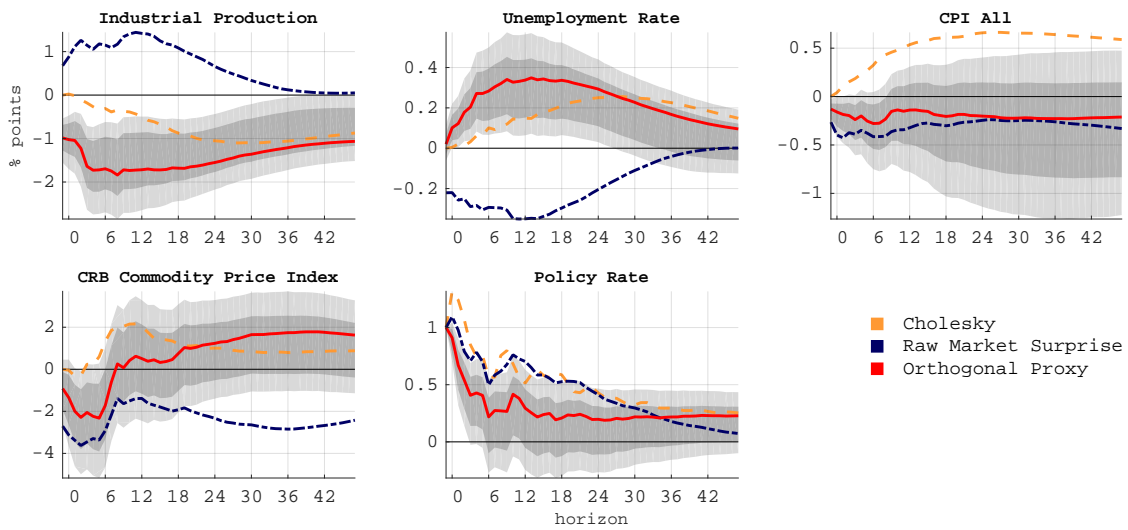 Industrial Production
Unemployment Rate
CPI All
% points
1
0
-1
-2
0 6 12 18 24 30 36 42
0.4
0.2
0
-0.2
0 6 12 18 24 30 36 42
0.5
0
-0.5
-1
0 6 12 18 24 30 36 42
CRB Commodity Price Index
Policy Rate
2
0
-2
-4
0 6 12 18 24 30 36 42
1
0.5
0
0 6 12 18 24 30 36 42
horizon
Cholesky
Raw Market Surprise
Orthogonal Proxy